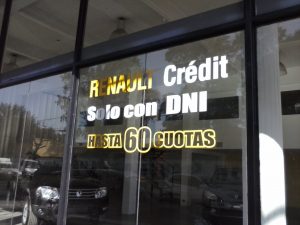 RENAULT Crédit
Solo con DNI
HASTA 60 CUOTAS